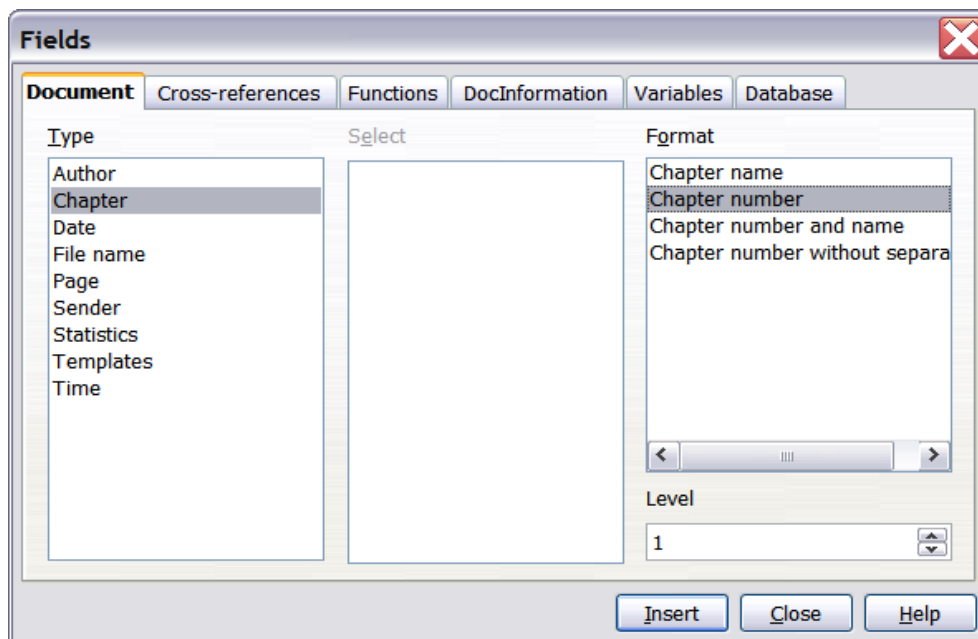 Fields
Document Cross-references Functions DocInformation Variables Database
Type
Author
Chapter
Date
File name
Page
Sender
Statistics
Templates
Time
Select
Format
Chapter name
Chapter number
Chapter number and name
Chapter number without separa
Level
1
Insert Close Help